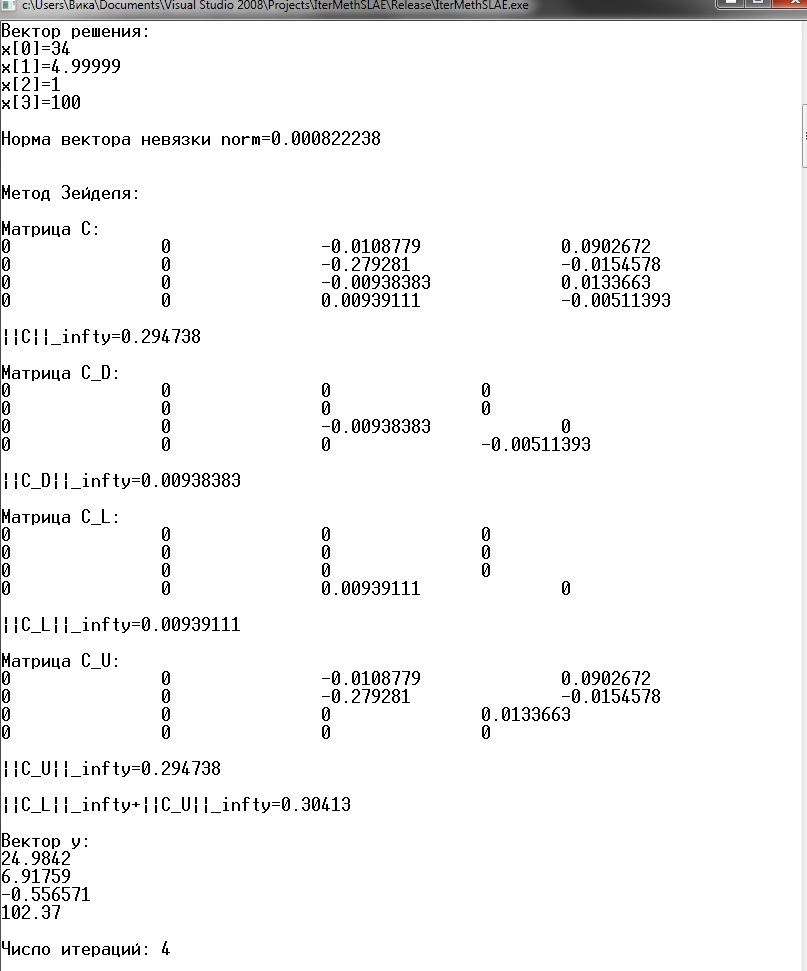 c:\Users\Вика\Documents\Visual Studio 2008\Projects\IterMethSLAE\Release\IterMethSLAE.exe
Вектор решения:
x[0]=34
x[1]=4.99999
x[2]=1
x[3]=100
Норма вектора невязки norm=0.000822238
Метод Зейделя:
Матрица C:
0 0 -0.0108779 0.0902672
0 0 -0.279281 -0.0154578
0 0 -0.00938383 0.0133663
0 0 0.00939111 -0.00511393
||C||_infty=0.294738
Матрица C_D:
0 0 0 0
0 0 0 0
0 0 -0.00938383 0
0 0 0 -0.00511393
||C_D||_infty=0.00938383
Матрица C_L:
0 0 0 0
0 0 0 0
0 0 0 0
0 0 0.00939111 0
||C_L||_infty=0.00939111
Матрица C_U:
0 0 -0.0108779 0.0902672
0 0 -0.279281 -0.0154578
0 0 0 0.0133663
0 0 0 0
||C_U||_infty=0.294738
||C_L||_infty+||C_U||_infty=0.30413
Вектор y:
24.9842
6.91759
-0.556571
102.37
Число итераций: 4